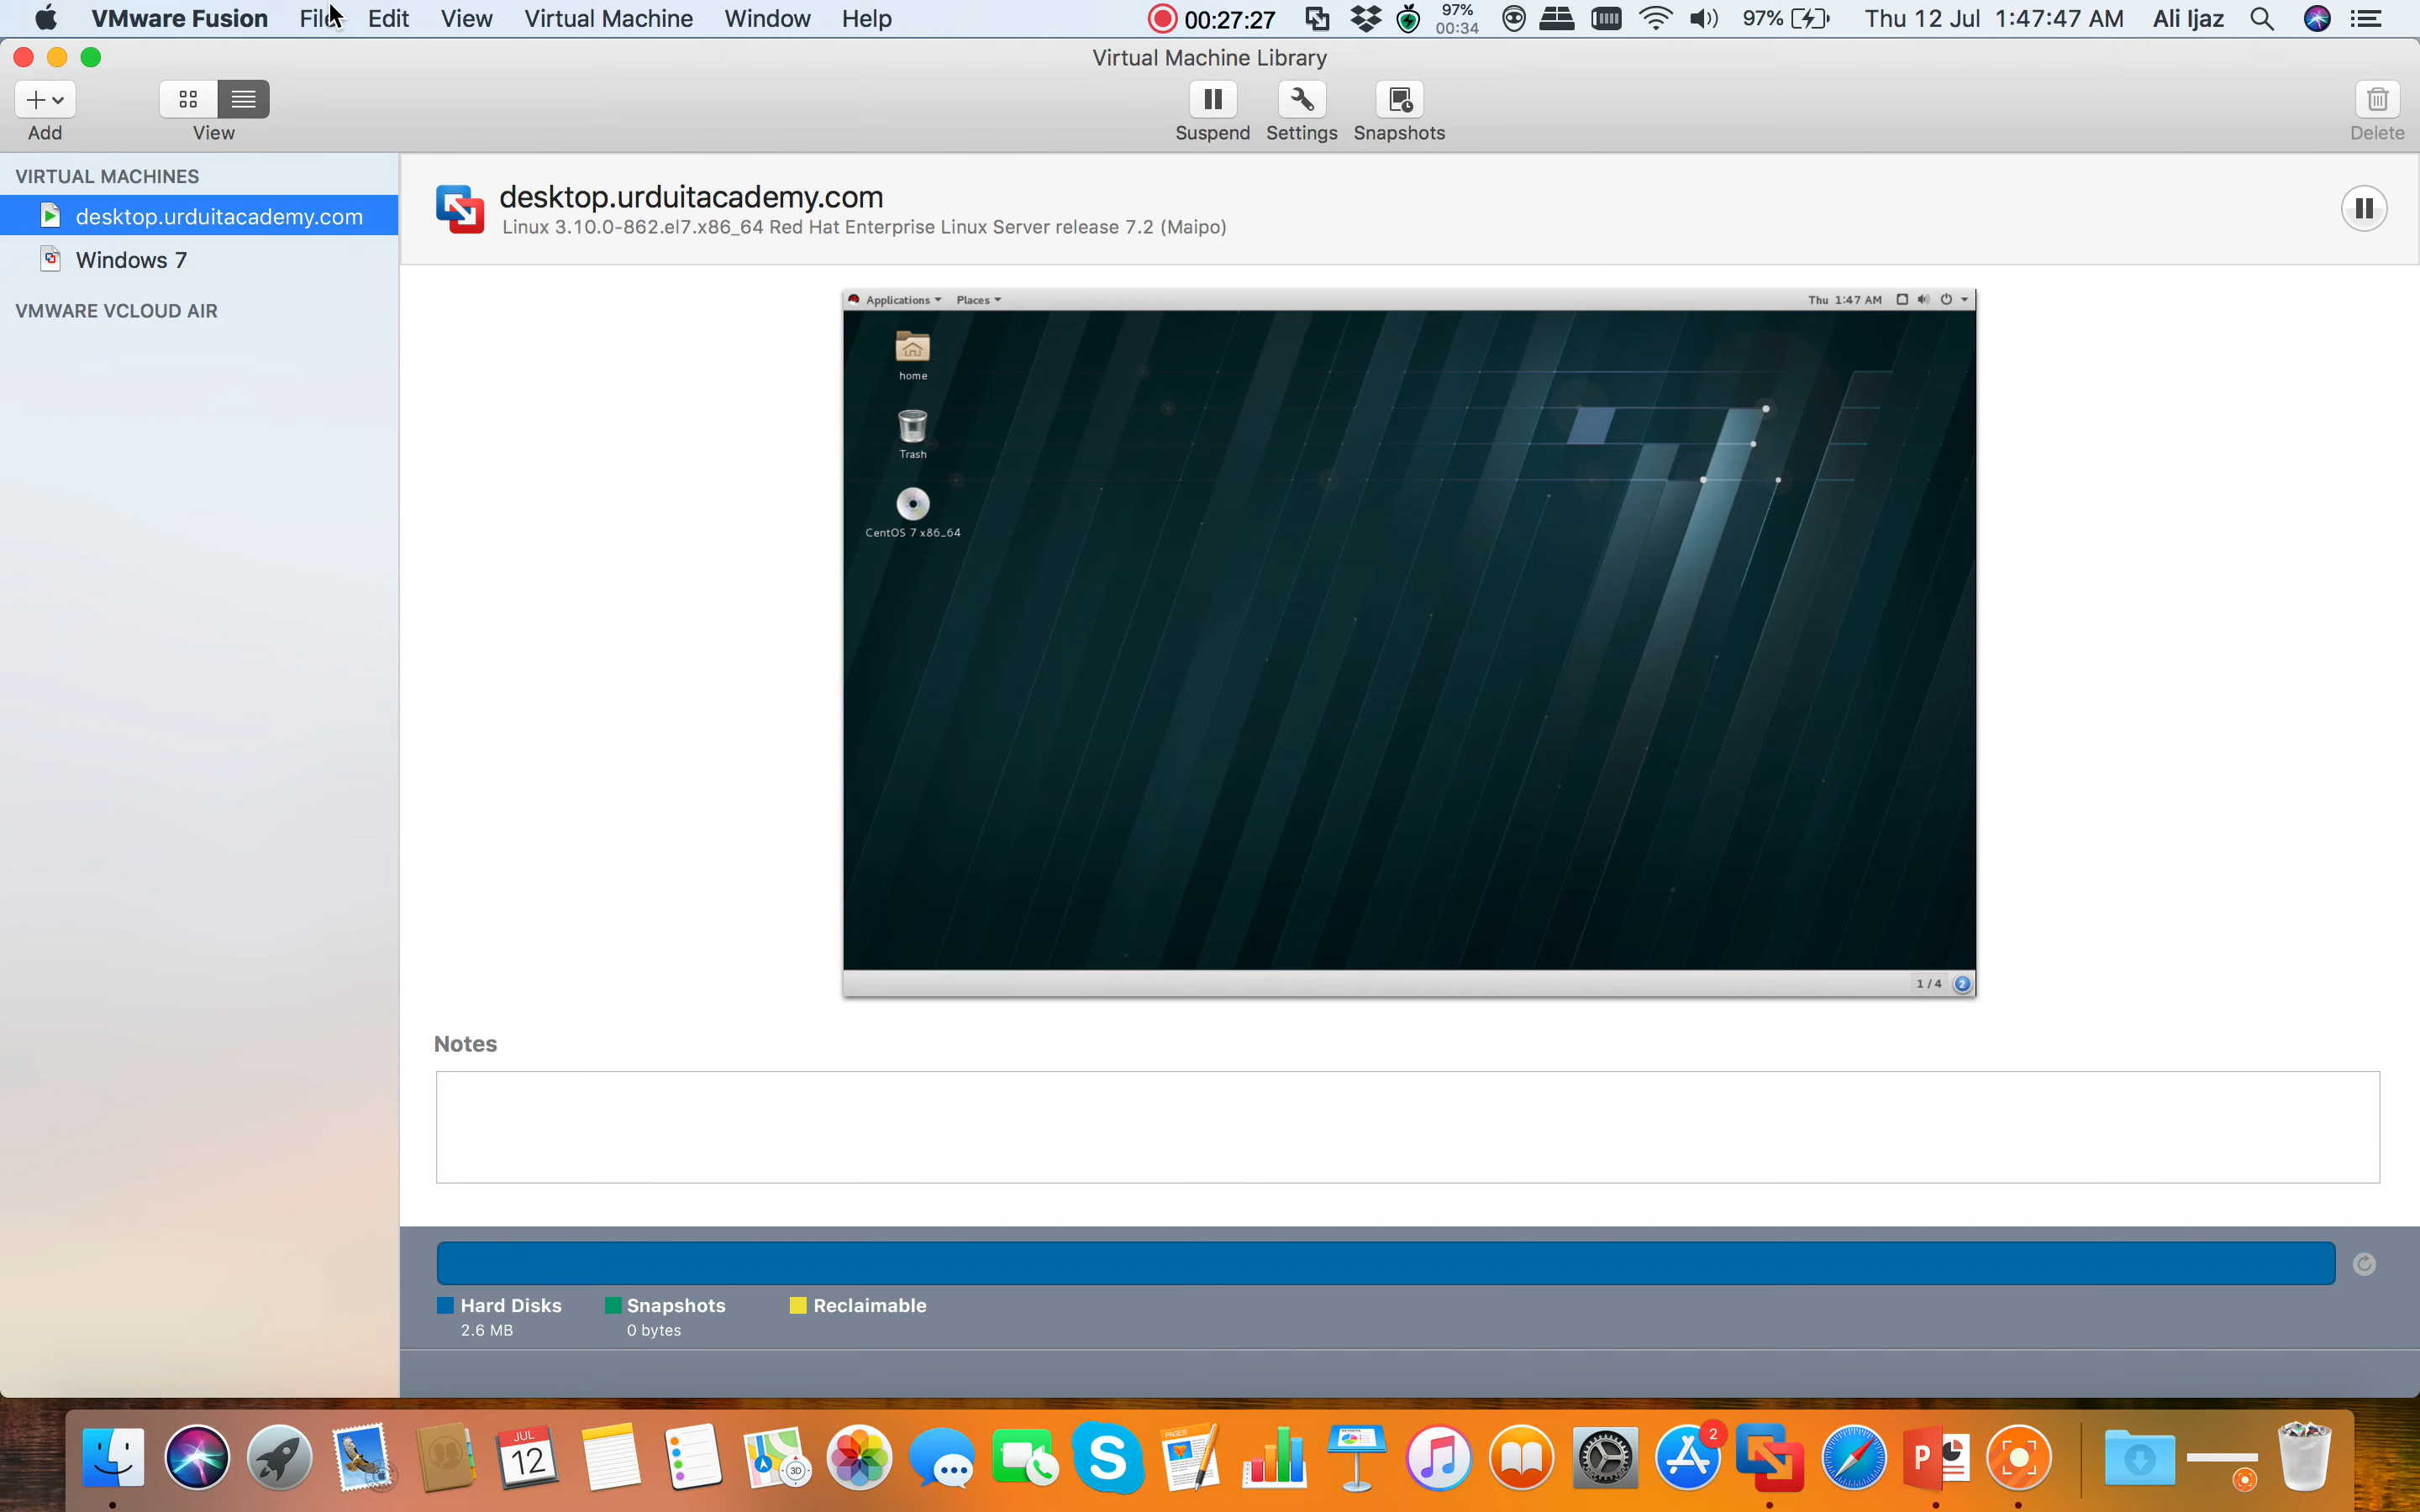 VMware Fusion File Edit View Virtual Machine Window Help 00:27:27 97% 00:34 97% Thu 12 Jul 1:47:47 AM Ali Ijaz
Virtual Machine Library
Add View Suspend Settings Snapshots Delete
VIRTUAL MACHINES
desktop.urduitacademy.com
Windows 7
VMWARE VCLOUD AIR
desktop.urduitacademy.com
Linux 3.10.0-862.el7.x86_64 Red Hat Enterprise Linux Server release 7.2 (Maipo)
Applications Places Thu 1:47 AM
home
Trash
CentOS 7 x86_64
1 / 4 2
Notes
Hard Disks Snapshots Reclaimable
2.6 MB 0 bytes
JUL
12
3D
PAGES
S
2
P